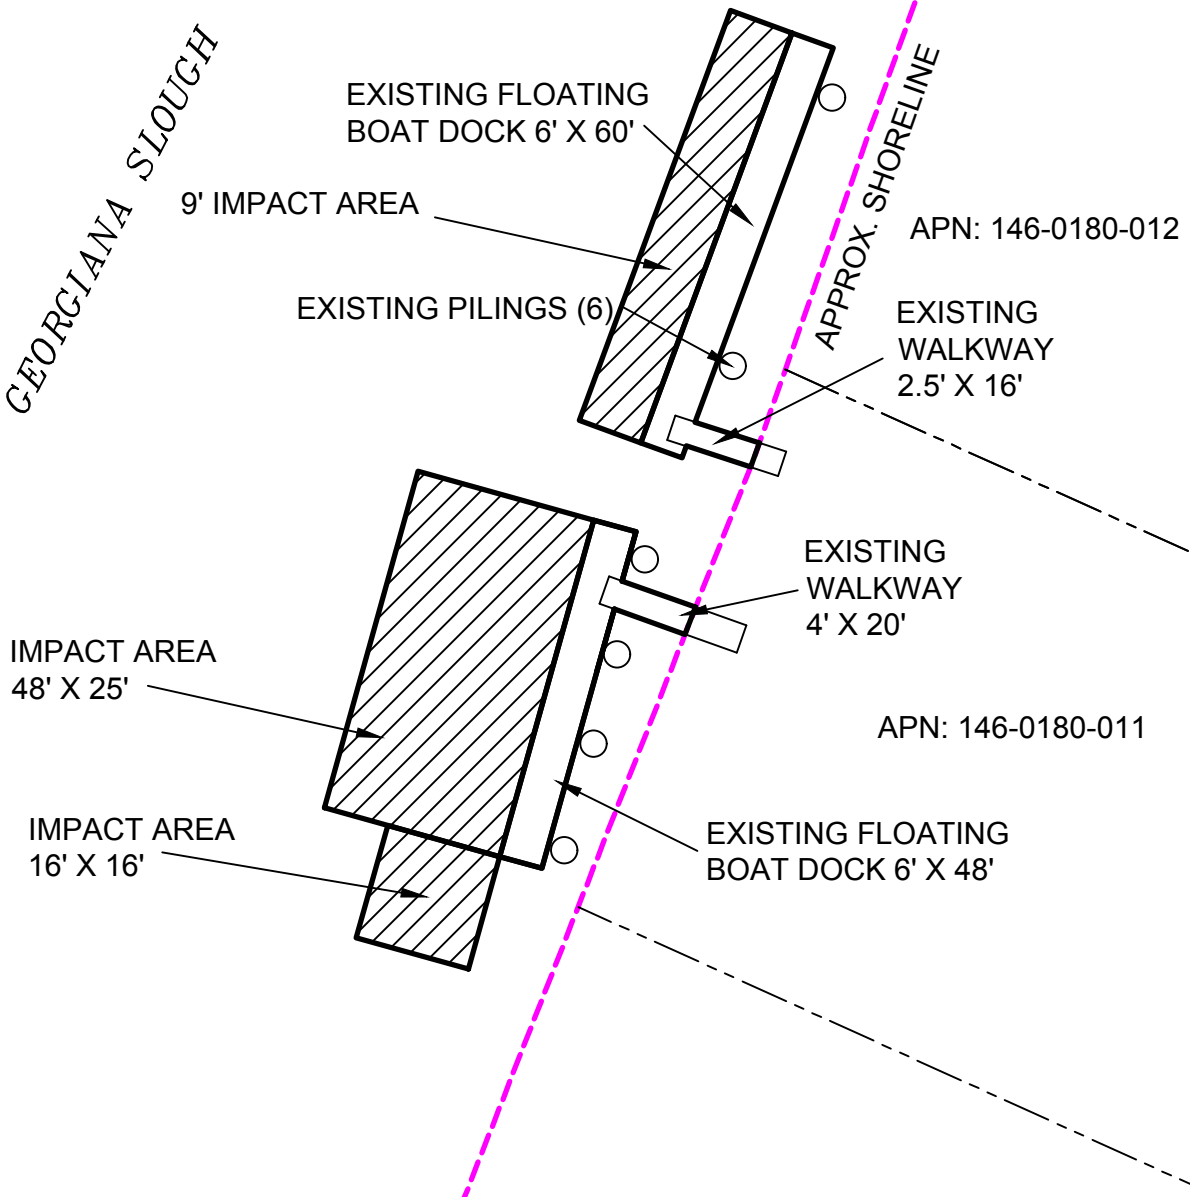 GEORGIANA SLOUGH
EXISTING FLOATING
BOAT DOCK 6' X 60'
9' IMPACT AREA
EXISTING PILINGS (6)
APPROX. SHORELINE
APN: 146-0180-012
EXISTING
WALKWAY
2.5' X 16'
EXISTING
WALKWAY
4' X 20'
IMPACT AREA
48' X 25'
APN: 146-0180-011
IMPACT AREA
16' X 16'
EXISTING FLOATING
BOAT DOCK 6' X 48'